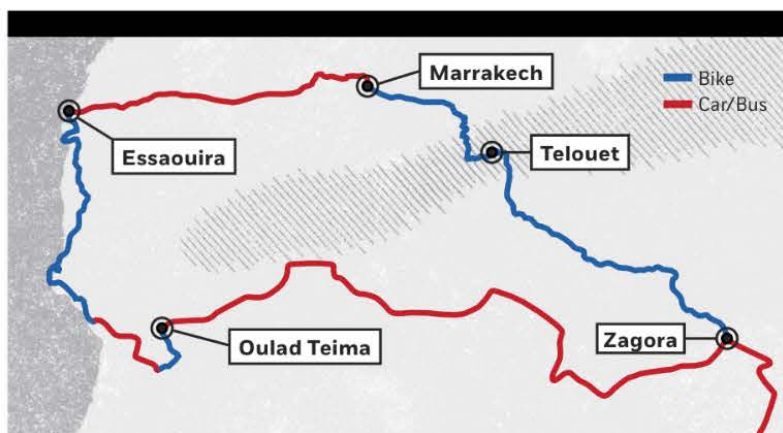 Marrakech
Bike
Car/Bus
Essaouira
Telouet
Oulad Teima
Zagora